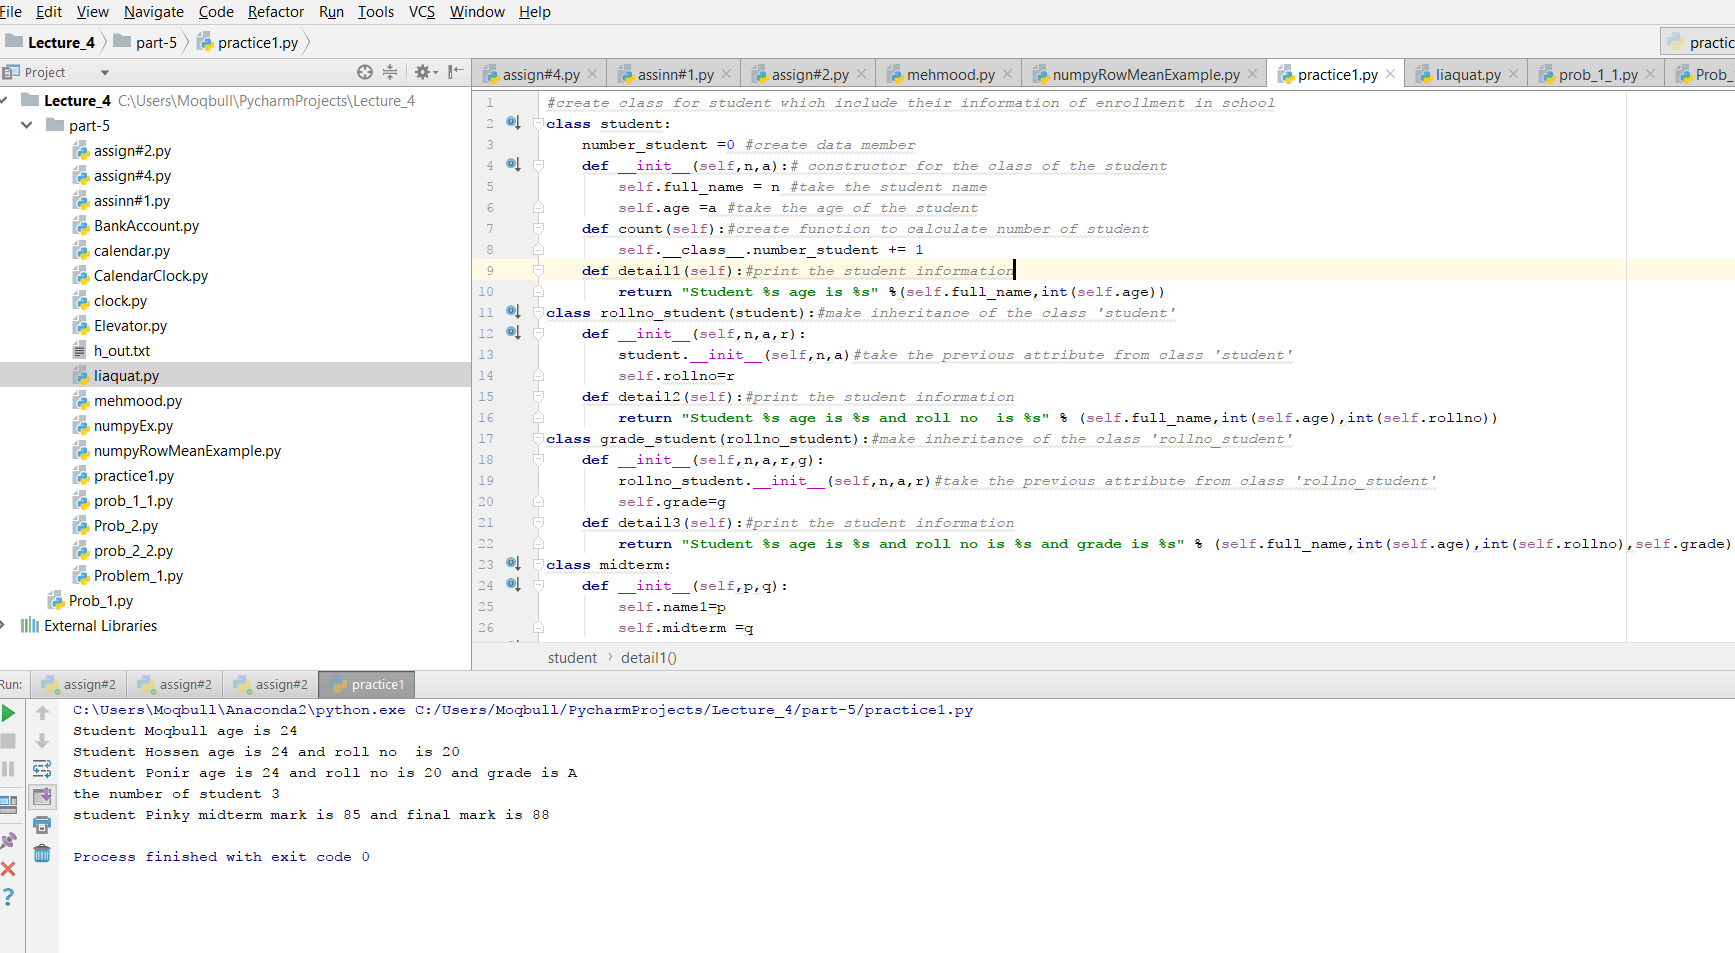 File Edit View Navigate Code Refactor Run Tools VCS Window Help
Lecture_4 part-5 practice1.py
Project
assign#4.py assinn#1.py assign#2.py mehmood.py numpyRowMeanExample.py practice1.py liaquat.py prob_1_1.py Prob_
Lecture_4 C:\Users\Moqbull\PycharmProjects\Lecture_4
part-5
assign#2.py
assign#4.py
assinn#1.py
BankAccount.py
calendar.py
CalendarClock.py
clock.py
Elevator.py
h_out.txt
liaquat.py
mehmood.py
numpyEx.py
numpyRowMeanExample.py
practice1.py
prob_1_1.py
Prob_2.py
prob_2_2.py
Problem_1.py
Prob_1.py
External Libraries
1 #create class for student which include their information of enrollment in school
2 class student:
3 number_student =0 #create data member
4 def __init__(self,n,a):# constructor for the class of the student
5 self.full_name = n #take the student name
6 self.age =a #take the age of the student
7 def count(self):#create function to calculate number of student
8 self.__class__.number_student += 1
9 def detail1(self):#print the student information
10 return "Student %s age is %s" %(self.full_name,int(self.age))
11 class rollno_student(student):#make inheritance of the class 'student'
12 def __init__(self,n,a,r):
13 student.__init__(self,n,a)#take the previous attribute from class 'student'
14 self.rollno=r
15 def detail2(self):#print the student information
16 return "Student %s age is %s and roll no  is %s" % (self.full_name,int(self.age),int(self.rollno))
17 class grade_student(rollno_student):#make inheritance of the class 'rollno_student'
18 def __init__(self,n,a,r,g):
19 rollno_student.__init__(self,n,a,r)#take the previous attribute from class 'rollno_student'
20 self.grade=g
21 def detail3(self):#print the student information
22 return "Student %s age is %s and roll no is %s and grade is %s" % (self.full_name,int(self.age),int(self.rollno),self.grade)
23 class midterm:
24 def __init__(self,p,q):
25 self.name1=p
26 self.midterm =q
student › detail1()
Run: assign#2 assign#2 assign#2 practice1
C:\Users\Moqbull\Anaconda2\python.exe C:/Users/Moqbull/PycharmProjects/Lecture_4/part-5/practice1.py
Student Moqbull age is 24
Student Hossen age is 24 and roll no  is 20
Student Ponir age is 24 and roll no is 20 and grade is A
the number of student 3
student Pinky midterm mark is 85 and final mark is 88
Process finished with exit code 0